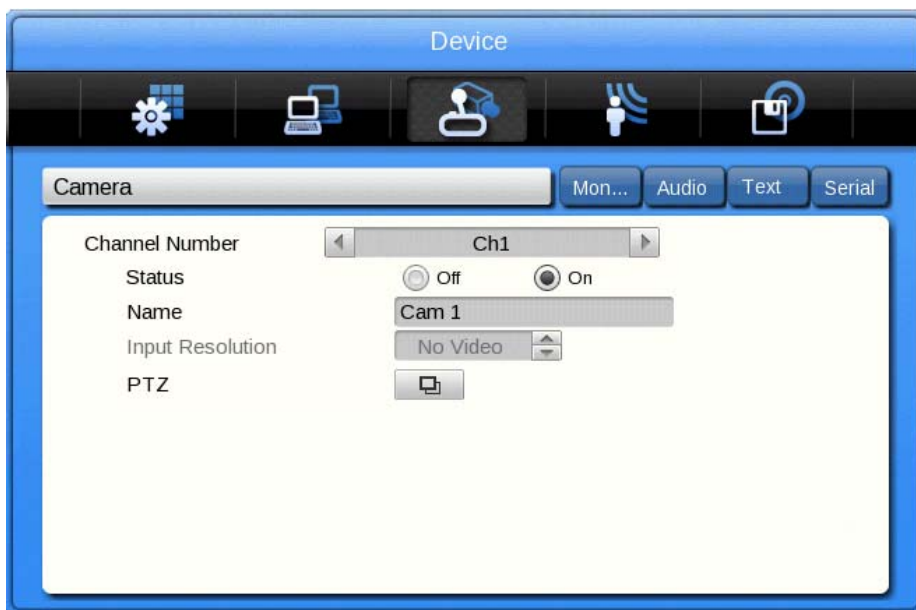 Device
Camera Mon... Audio Text Serial
Channel Number Ch1
Status Off On
Name Cam 1
Input Resolution No Video
PTZ